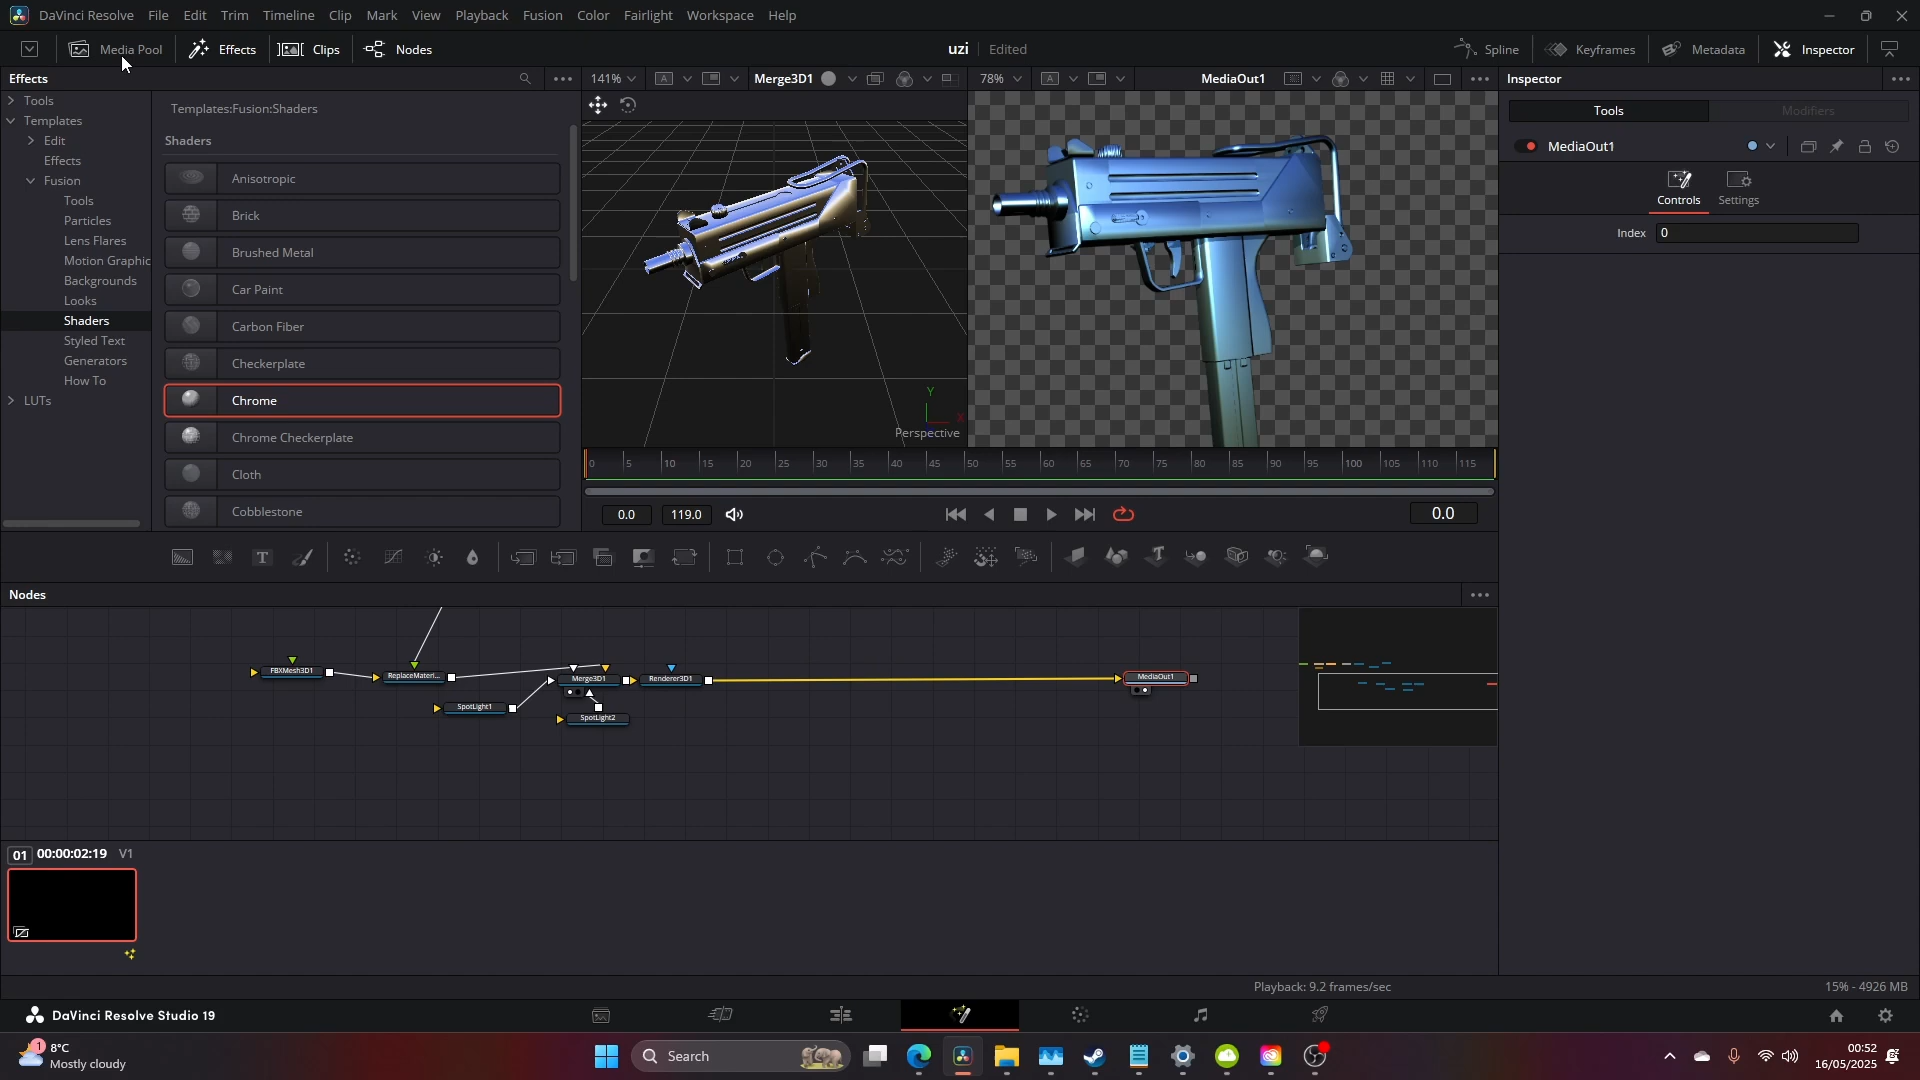 DaVinci Resolve File Edit Trim Timeline Clip Mark View Playback Fusion Color Fairlight Workspace Help
Media Pool Effects Clips Nodes uzi Edited Spline Keyframes Metadata Inspector
Effects 141% A Merge3D1 78% A MediaOut1 Inspector
Tools
Templates
Edit
Effects
Fusion
Tools
Particles
Lens Flares
Motion Graphic
Backgrounds
Looks
Shaders
Styled Text
Generators
How To
LUTs
Templates:Fusion:Shaders
Shaders
Anisotropic
Brick
Brushed Metal
Car Paint
Carbon Fiber
Checkerplate
Chrome
Chrome Checkerplate
Cloth
Cobblestone
Y
X
Perspective
0 5 10 15 20 25 30 35 40 45 50 55 60 65 70 75 80 85 90 95 100 105 110 115
0.0 119.0 0.0
Tools Modifiers
MediaOut1
Controls Settings
Index 0
T
Nodes
FBXMesh3D1
ReplaceMateri...
Merge3D1
Renderer3D1
MediaOut1
SpotLight1
SpotLight2
01 00:00:02:19 V1
Playback: 9.2 frames/sec 15% - 4926 MB
DaVinci Resolve Studio 19
1
8°C
Mostly cloudy
Search
00:52
16/05/2025